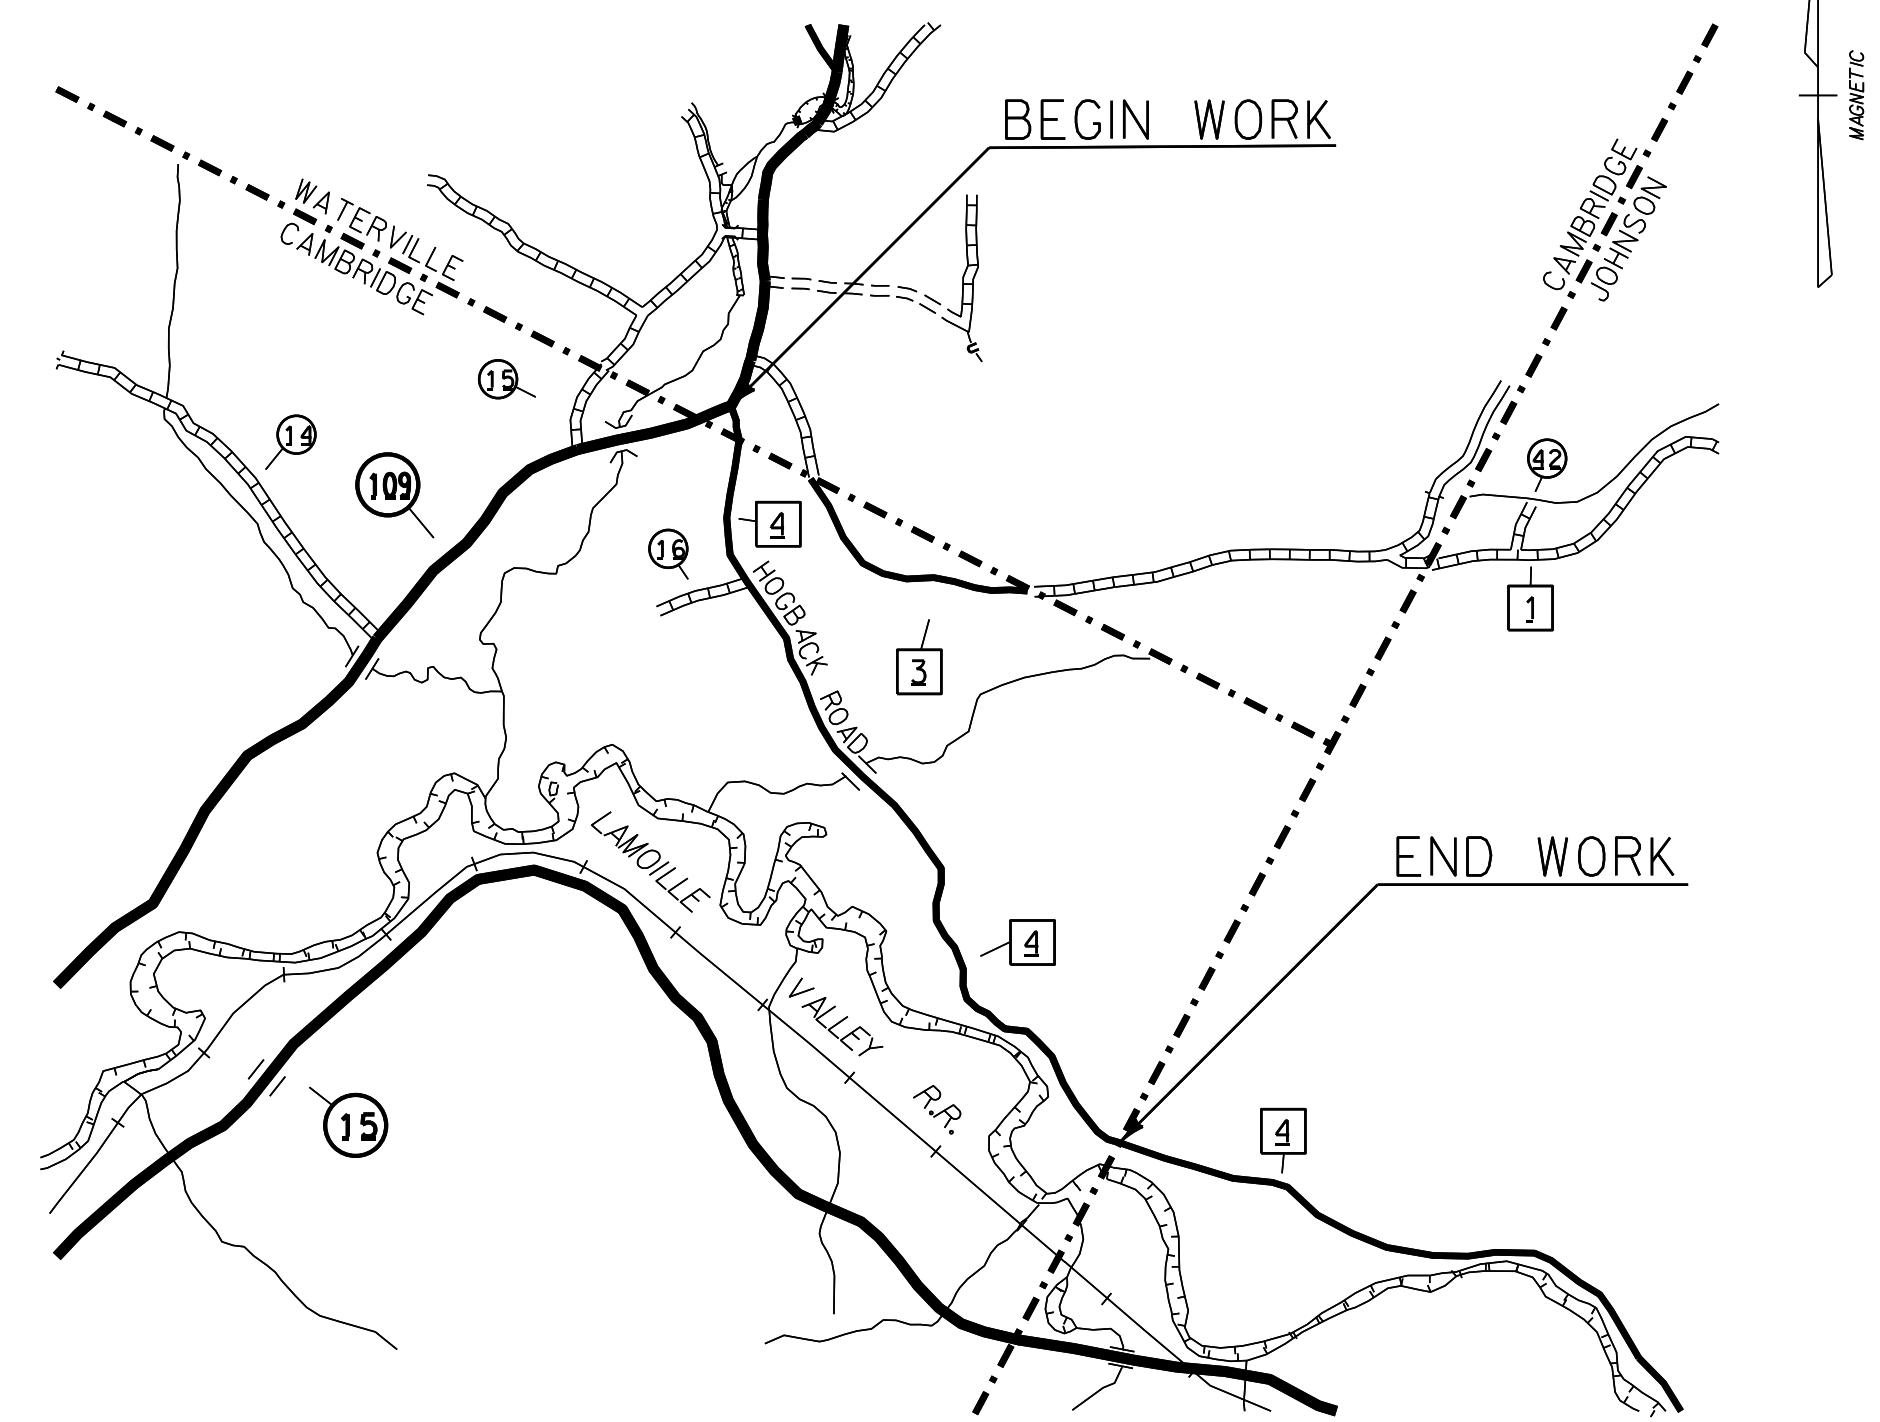 MAGNETIC
BEGIN WORK
WATERVILLE
CAMBRIDGE
CAMBRIDGE
JOHNSON
15
14
109
42
4
16
1
HOGBACK ROAD
3
END WORK
LAMOILLE
VALLEY
R.R.
4
15
4